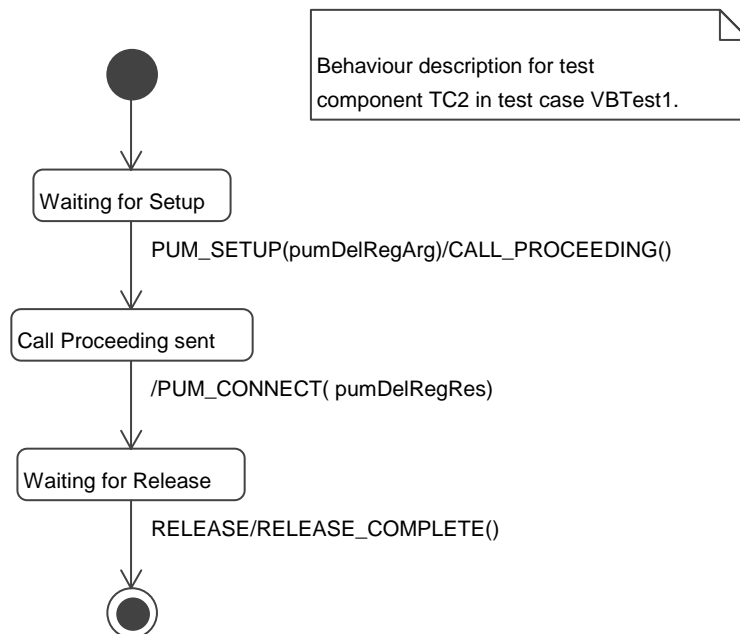 Behaviour description for test
component TC2 in test case VBTest1.
Waiting for Setup
PUM_SETUP(pumDelRegArg)/CALL_PROCEEDING()
Call Proceeding sent
/PUM_CONNECT( pumDelRegRes)
Waiting for Release
RELEASE/RELEASE_COMPLETE()